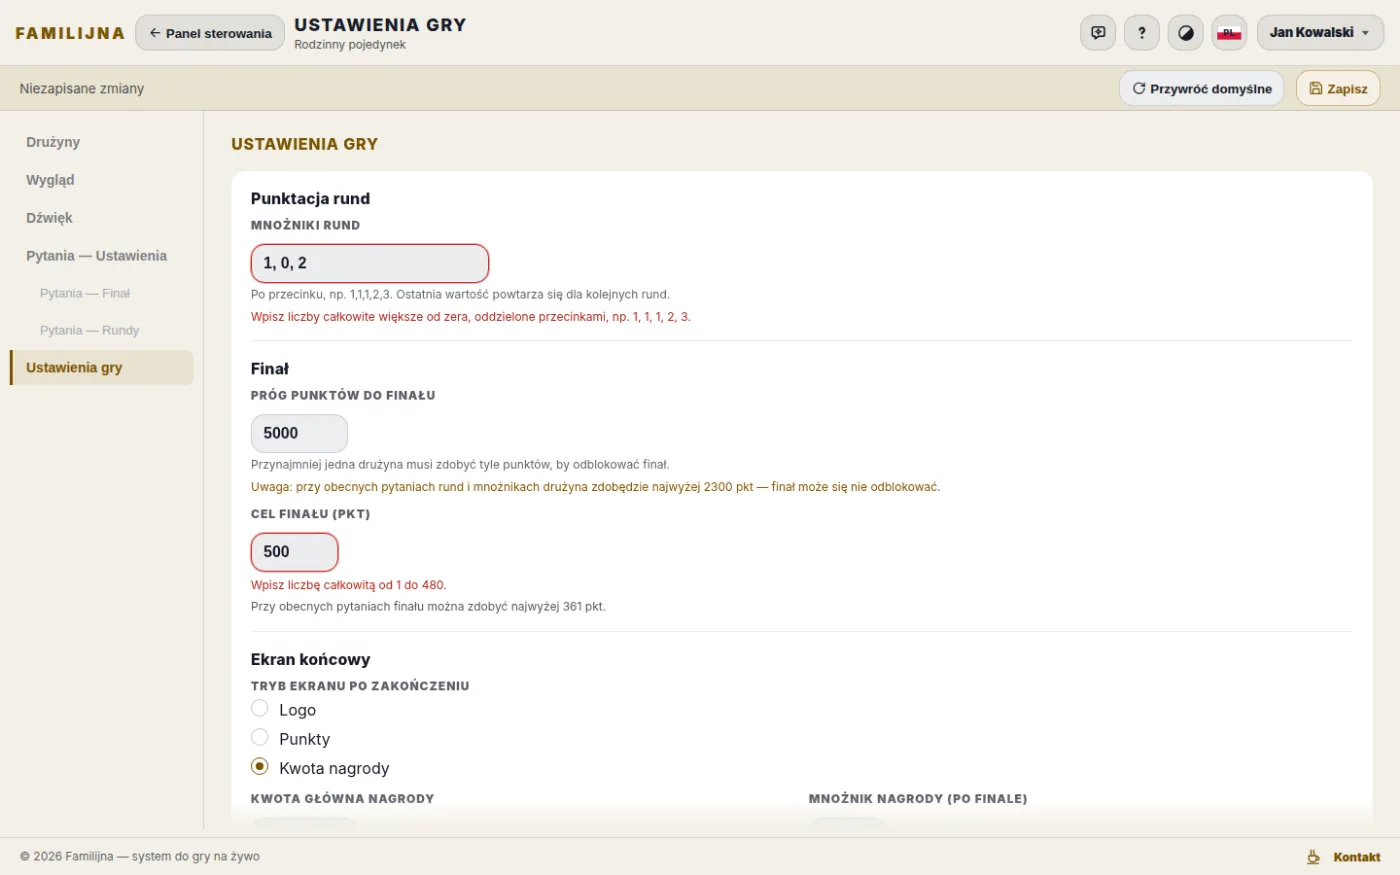 FAMILIJNA
← Panel sterowania
USTAWIENIA GRY
Rodzinny pojedynek
?
PL
Jan Kowalski
Niezapisane zmiany
Przywróć domyślne
Zapisz
Drużyny
Wygląd
Dźwięk
Pytania — Ustawienia
Pytania — Finał
Pytania — Rundy
Ustawienia gry
USTAWIENIA GRY
Punktacja rund
MNOŻNIKI RUND
1, 0, 2
Po przecinku, np. 1,1,1,2,3. Ostatnia wartość powtarza się dla kolejnych rund.
Wpisz liczby całkowite większe od zera, oddzielone przecinkami, np. 1, 1, 1, 2, 3.
Finał
PRÓG PUNKTÓW DO FINAŁU
5000
Przynajmniej jedna drużyna musi zdobyć tyle punktów, by odblokować finał.
Uwaga: przy obecnych pytaniach rund i mnożnikach drużyna zdobędzie najwyżej 2300 pkt — finał może się nie odblokować.
CEL FINAŁU (PKT)
500
Wpisz liczbę całkowitą od 1 do 480.
Przy obecnych pytaniach finału można zdobyć najwyżej 361 pkt.
Ekran końcowy
TRYB EKRANU PO ZAKOŃCZENIU
Logo
Punkty
Kwota nagrody
KWOTA GŁÓWNA NAGRODY
MNOŻNIK NAGRODY (PO FINALE)
© 2026 Familijna — system do gry na żywo
Kontakt